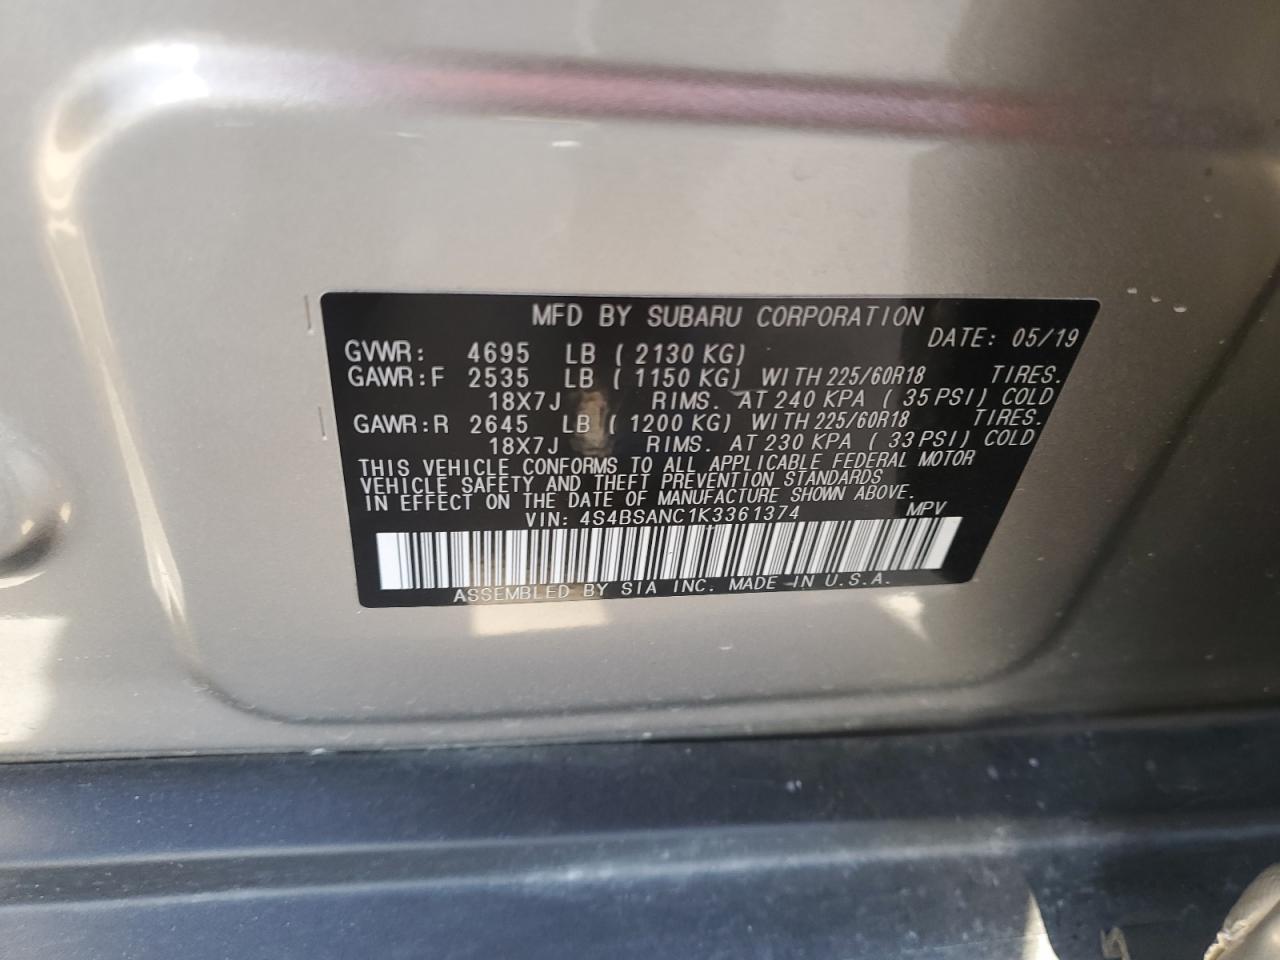 MFD BY SUBARU CORPORATION
DATE: 05/19
GVWR: 4695 LB ( 2130 KG)
GAWR:F 2535 LB ( 1150 KG) WITH 225/60R18 TIRES.
18X7J RIMS. AT 240 KPA ( 35 PSI) COLD
GAWR:R 2645 LB ( 1200 KG) WITH 225/60R18 TIRES.
18X7J RIMS. AT 230 KPA ( 33 PSI) COLD
THIS VEHICLE CONFORMS TO ALL APPLICABLE FEDERAL MOTOR
VEHICLE SAFETY AND THEFT PREVENTION STANDARDS
IN EFFECT ON THE DATE OF MANUFACTURE SHOWN ABOVE.
VIN: 4S4BSANC1K3361374 MPV
ASSEMBLED BY SIA INC. MADE IN U.S.A.